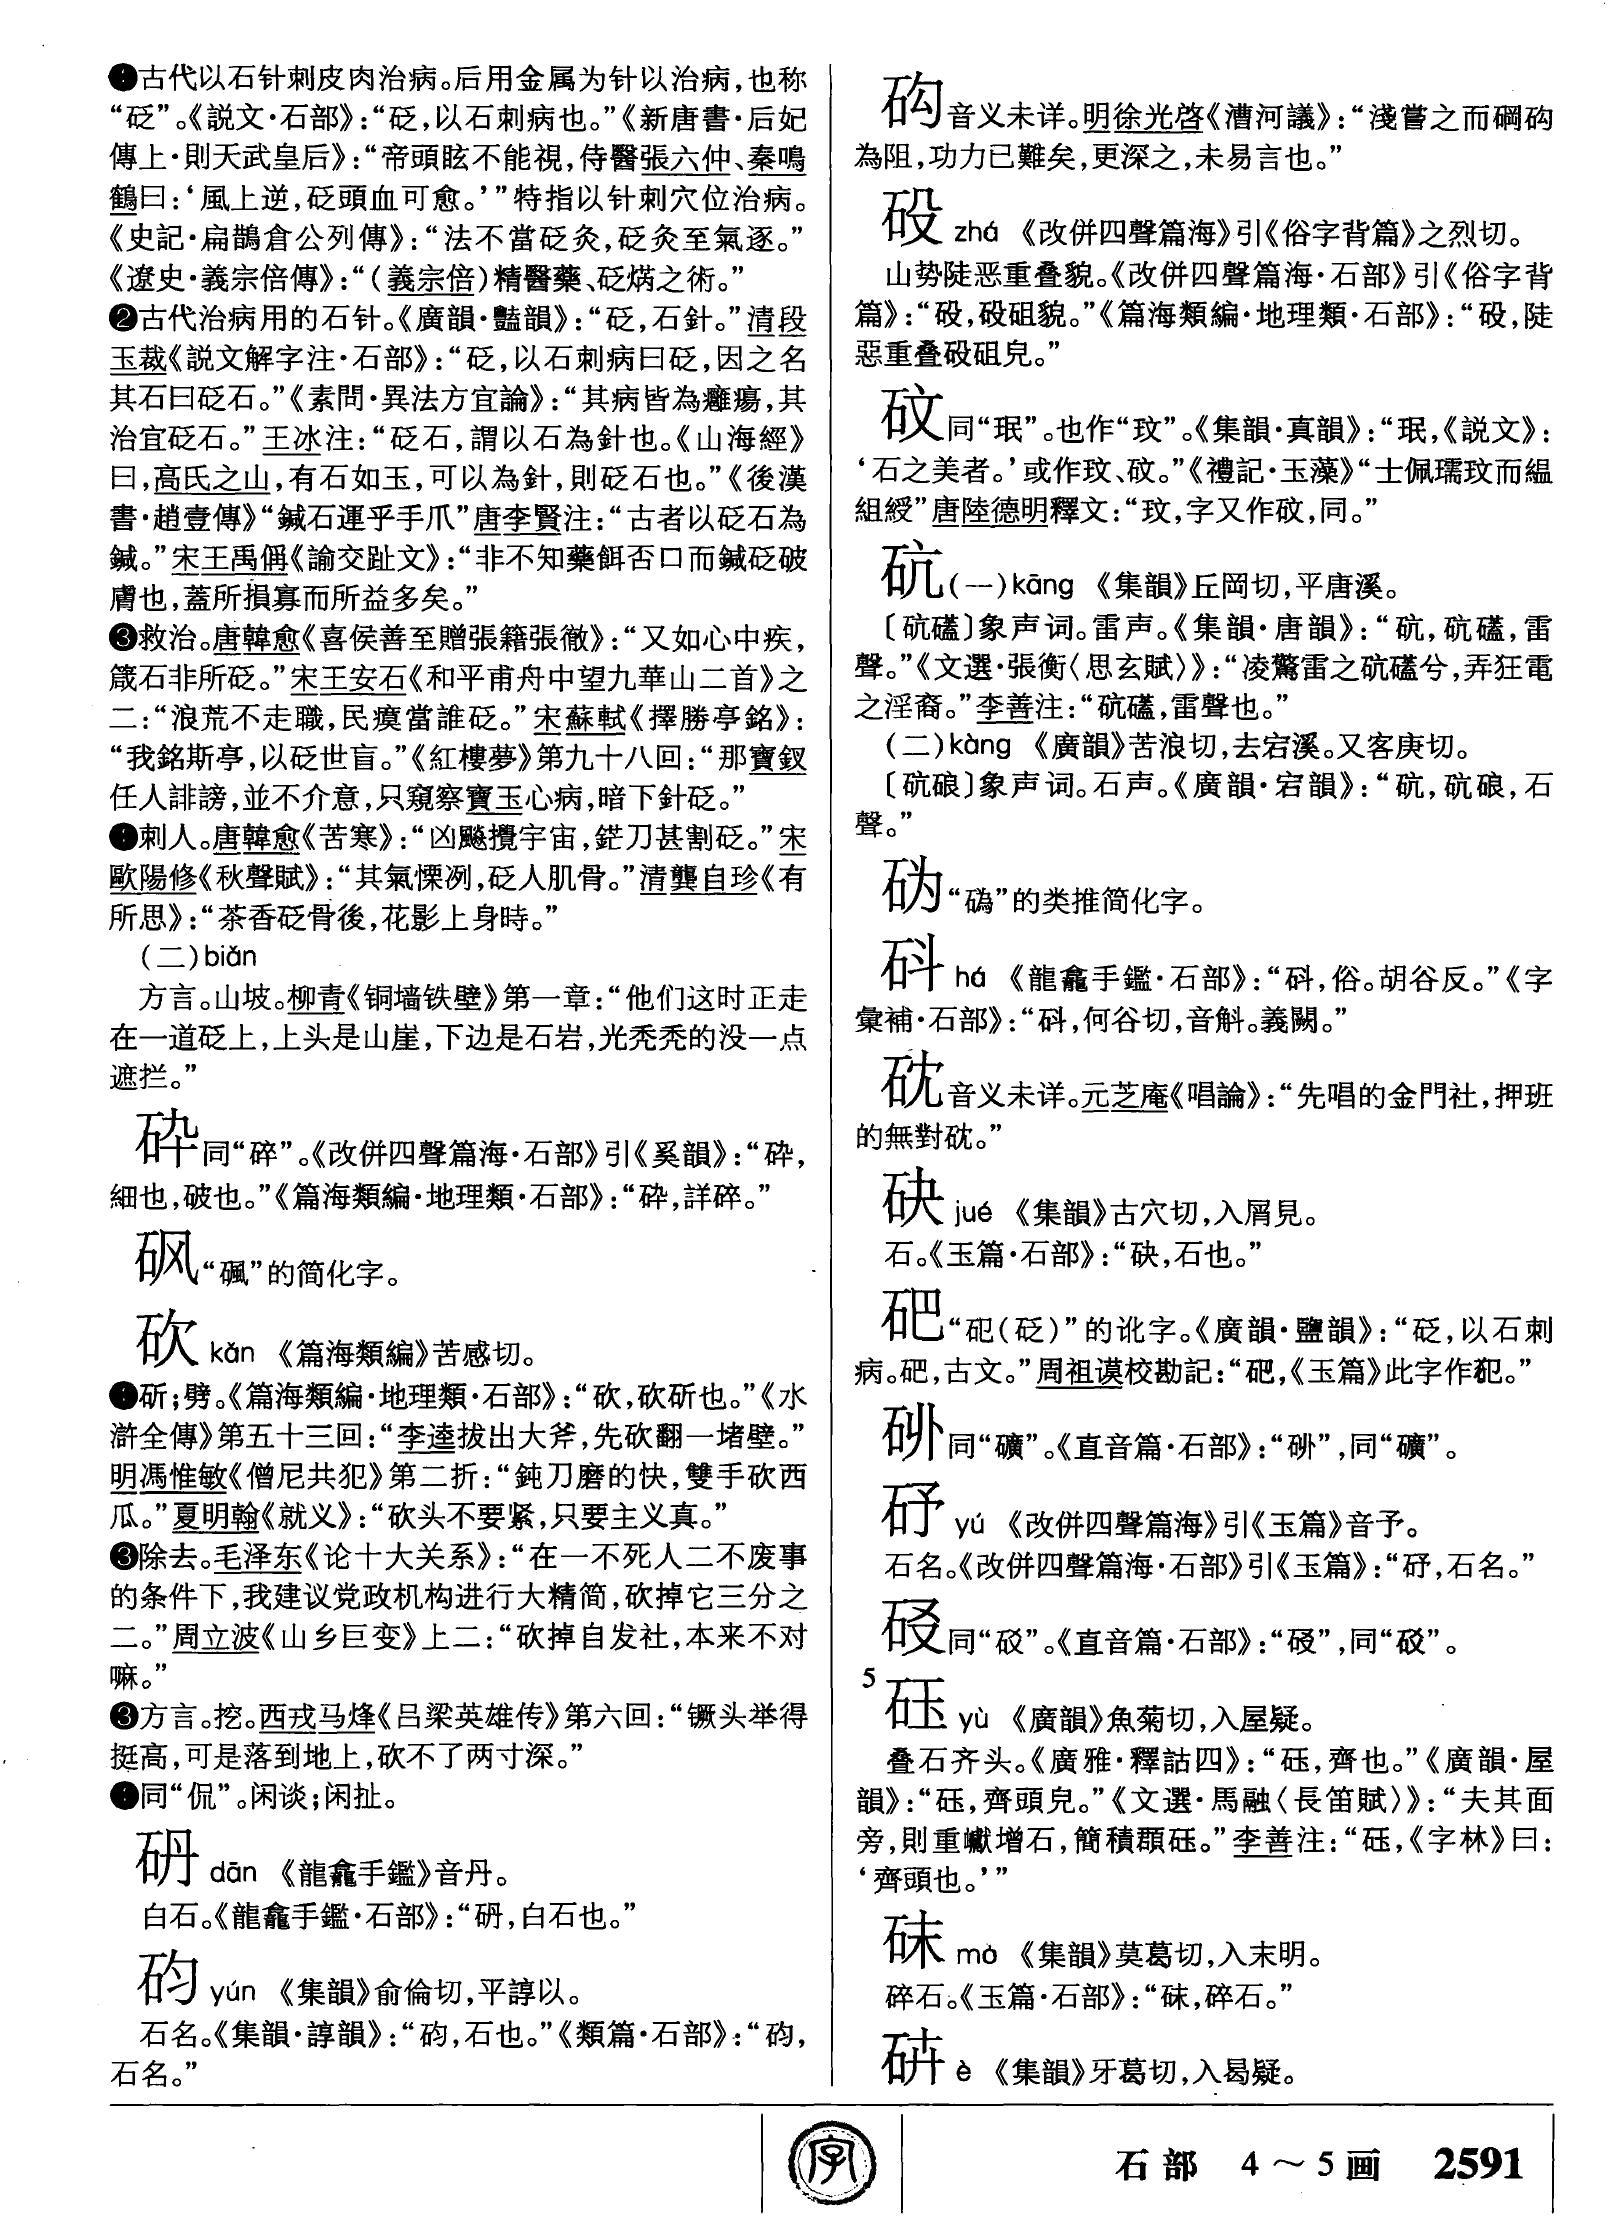 ❶古代以石针刺皮肉治病。后用金属为针以治病,也称
“砭”。《説文·石部》:“砭,以石刺病也。”《新唐書·后妃
傳上·則天武皇后》:“帝頭眩不能視,侍醫張六仲、秦鳴
鶴曰:‘風上逆,砭頭血可愈。’”特指以针刺穴位治病。
《史記·扁鵲倉公列傳》:“法不當砭灸,砭灸至氣逐。”
《遼史·義宗倍傳》:“(義宗倍)精醫藥、砭焫之術。”
❷古代治病用的石针。《廣韻·豔韻》:“砭,石針。”清段
玉裁《説文解字注·石部》:“砭,以石刺病曰砭,因之名
其石曰砭石。”《素問·異法方宜論》:“其病皆為癰瘍,其
治宜砭石。”王冰注:“砭石,謂以石為針也。《山海經》
曰,高氏之山,有石如玉,可以為針,則砭石也。”《後漢
書·趙壹傳》“鍼石運乎手爪”唐李賢注:“古者以砭石為
鍼。”宋王禹偁《諭交趾文》:“非不知藥餌否口而鍼砭破
膚也,蓋所損寡而所益多矣。”
❸救治。唐韓愈《喜侯善至贈張籍張徹》:“又如心中疾,
箴石非所砭。”宋王安石《和平甫舟中望九華山二首》之
二:“浪荒不走職,民瘼當誰砭。”宋蘇軾《擇勝亭銘》:
“我銘斯亭,以砭世盲。”《紅樓夢》第九十八回:“那寶釵
任人誹謗,並不介意,只窺察寶玉心病,暗下針砭。”
❹刺人。唐韓愈《苦寒》:“凶飈攪宇宙,鋩刀甚割砭。”宋
歐陽修《秋聲賦》:“其氣慄冽,砭人肌骨。”清龔自珍《有
所思》:“茶香砭骨後,花影上身時。”
(二)biǎn
方言。山坡。柳青《铜墙铁壁》第一章:“他们这时正走
在一道砭上,上头是山崖,下边是石岩,光秃秃的没一点
遮拦。”
砕同“碎”。《改併四聲篇海·石部》引《奚韻》:“砕,
細也,破也。”《篇海類編·地理類·石部》:“砕,詳碎。”
砜“碸”的简化字。
砍 kǎn 《篇海類編》苦感切。
❶斫;劈。《篇海類編·地理類·石部》:“砍,砍斫也。”《水
滸全傳》第五十三回:“李逵拔出大斧,先砍翻一堵壁。”
明馮惟敏《僧尼共犯》第二折:“鈍刀磨的快,雙手砍西
瓜。”夏明翰《就义》:“砍头不要紧,只要主义真。”
❸除去。毛泽东《论十大关系》:“在一不死人二不废事
的条件下,我建议党政机构进行大精简,砍掉它三分之
二。”周立波《山乡巨变》上二:“砍掉自发社,本来不对
嘛。”
❸方言。挖。西戎马烽《吕梁英雄传》第六回:“镢头举得
挺高,可是落到地上,砍不了两寸深。”
❹同“侃”。闲谈;闲扯。
砃 dān 《龍龕手鑑》音丹。
白石。《龍龕手鑑·石部》:“砃,白石也。”
砏 yún 《集韻》俞倫切,平諄以。
石名。《集韻·諄韻》:“,石也。”《類篇·石部》:“,
石名。”
音义未详。明徐光啓《漕河議》:“淺嘗之而碙
為阻,功力已難矣,更深之,未易言也。”
砓 zhá 《改併四聲篇海》引《俗字背篇》之烈切。
山势陡恶重叠貌。《改併四聲篇海·石部》引《俗字背
篇》:“砓,砓砠貌。”《篇海類編·地理類·石部》:“砓,陡
惡重叠砓砠皃。”
砇同“珉”。也作“玟”。《集韻·真韻》:“珉,《説文》:
‘石之美者。’或作玟、砇。”《禮記·玉藻》“士佩瓀玟而緼
組綬”唐陸德明釋文:“玟,字又作砇,同。”
砊(一)kāng 《集韻》丘岡切,平唐溪。
〔砊礚〕象声词。雷声。《集韻·唐韻》:“砊,砊礚,雷
聲。”《文選·張衡〈思玄賦〉》:“凌驚雷之砊礚兮,弄狂電
之淫裔。”李善注:“砊礚,雷聲也。”
(二)kàng 《廣韻》苦浪切,去宕溪。又客庚切。
〔砊硠〕象声词。石声。《廣韻·宕韻》:“砊,砊硠,石
聲。”
“碼”的类推简化字。
㪵 há 《龍龕手鑑·石部》:“,俗。胡谷反。”《字
彙補·石部》:“,何谷切,音斛。義闕。”
音义未详。元芝庵《唱論》:“先唱的金門社,押班
的無對。”
砄 jué 《集韻》古穴切,入屑見。
石。《玉篇·石部》:“砄,石也。”
砈“(砭)”的讹字。《廣韻·鹽韻》:“砭,以石刺
病。,古文。”周祖谟校勘記:“,《玉篇》此字作。”
同“礦”。《直音篇·石部》:“”,同“礦”。
yú 《改併四聲篇海》引《玉篇》音予。
石名。《改併四聲篇海·石部》引《玉篇》:“,石名。”
同“砐”。《直音篇·石部》:“”,同“砐”。
5
砡 yù 《廣韻》魚菊切,入屋疑。
叠石齐头。《廣雅·釋詁四》:“砡,齊也。”《廣韻·屋
韻》:“砡,齊頭皃。”《文選·馬融〈長笛賦〉》:“夫其面
旁,則重巘增石,簡積頵砡。”李善注:“砡,《字林》曰:
‘齊頭也。’”
砞 mò 《集韻》莫葛切,入末明。
碎石。《玉篇·石部》:“砞,碎石。”
è 《集韻》牙葛切,入曷疑。
字
石部 4～5画 2591